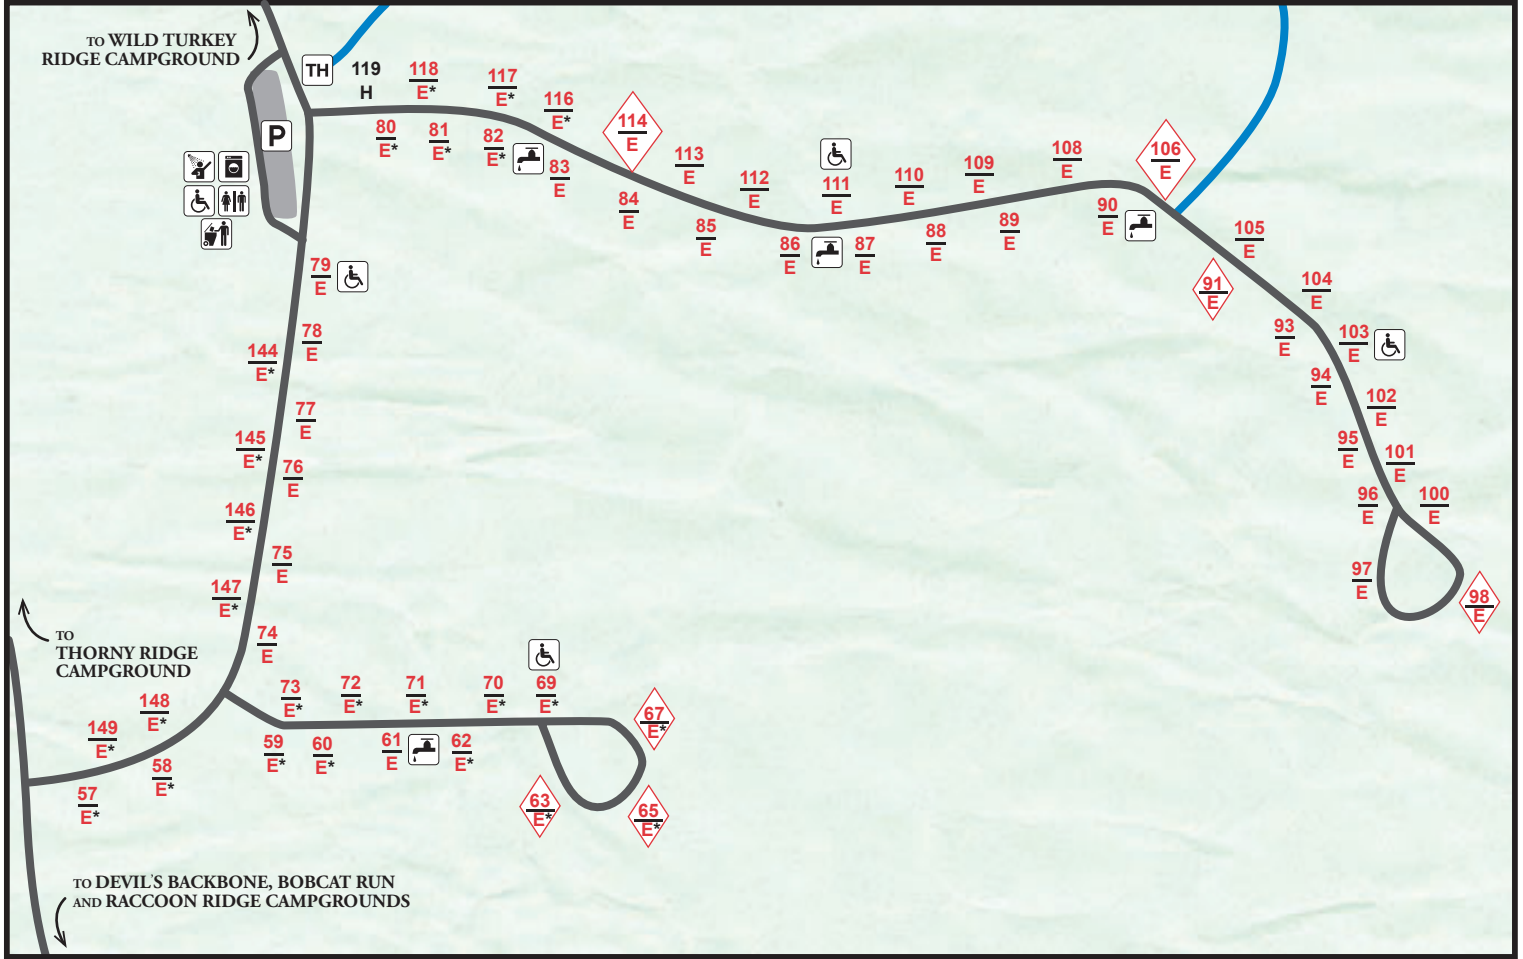 TO WILD TURKEY
RIDGE CAMPGROUND
TH
119
H
118
E*
117
E*
116
E*
114
E
113
E
112
E
111
E
110
E
109
E
108
E
106
E
P
80
E*
81
E*
82
E*
83
E
84
E
85
E
86
E
87
E
88
E
89
E
90
E
105
E
91
E
104
E
93
E
103
E
94
E
102
E
95
E
101
E
96
E
100
E
97
E
98
E
79
E
78
E
144
E*
77
E
145
E*
76
E
146
E*
75
E
147
E*
74
E
TO
THORNY RIDGE
CAMPGROUND
148
E*
149
E*
58
E*
57
E*
73
E*
72
E*
71
E*
70
E*
69
E*
67
E*
59
E*
60
E*
61
E
62
E*
63
E*
65
E*
TO DEVIL'S BACKBONE, BOBCAT RUN
AND RACCOON RIDGE CAMPGROUNDS